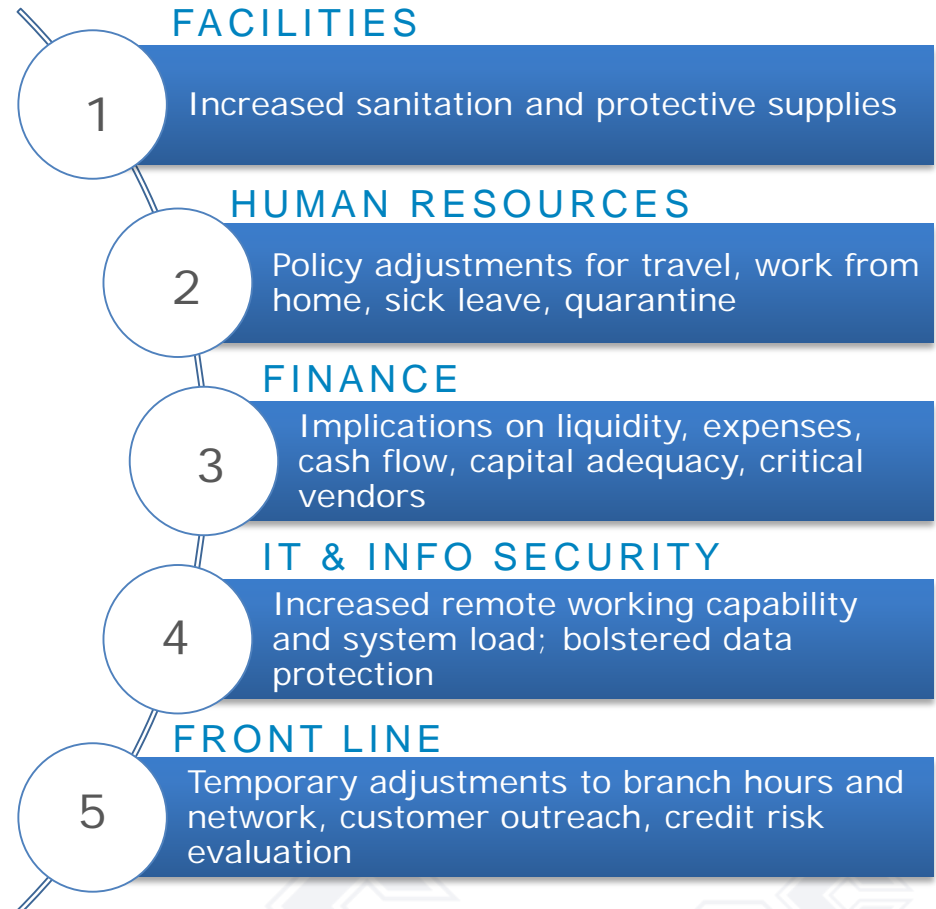 FACILITIES
1
Increased sanitation and protective supplies
HUMAN RESOURCES
2
Policy adjustments for travel, work from
home, sick leave, quarantine
FINANCE
3
Implications on liquidity, expenses,
cash flow, capital adequacy, critical
vendors
IT & INFO SECURITY
4
Increased remote working capability
and system load; bolstered data
protection
FRONT LINE
5
Temporary adjustments to branch hours and
network, customer outreach, credit risk
evaluation